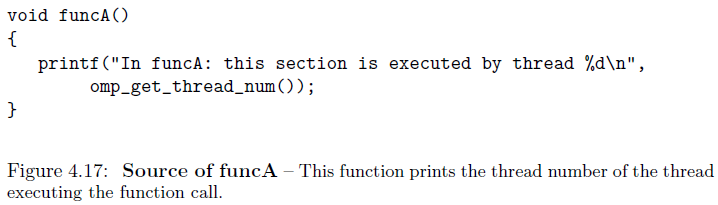 void funcA()
{
   printf("In funcA: this section is executed by thread %d\n",
        omp_get_thread_num());
}
Figure 4.17: Source of funcA – This function prints the thread number of the thread
executing the function call.